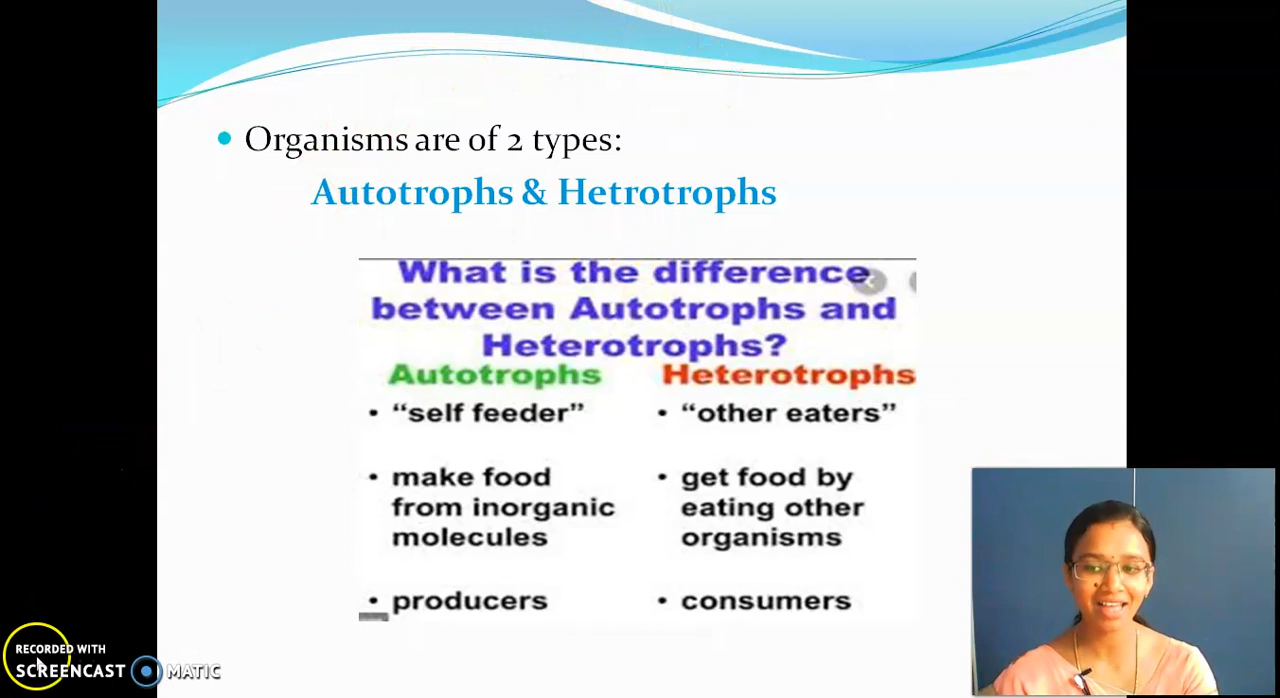 • Organisms are of 2 types:
Autotrophs & Hetrotrophs
What is the difference
between Autotrophs and
Heterotrophs?
Autotrophs
• “self feeder”
• make food
from inorganic
molecules
• producers
Heterotrophs
• “other eaters”
• get food by
eating other
organisms
• consumers
RECORDED WITH
SCREENCAST MATIC